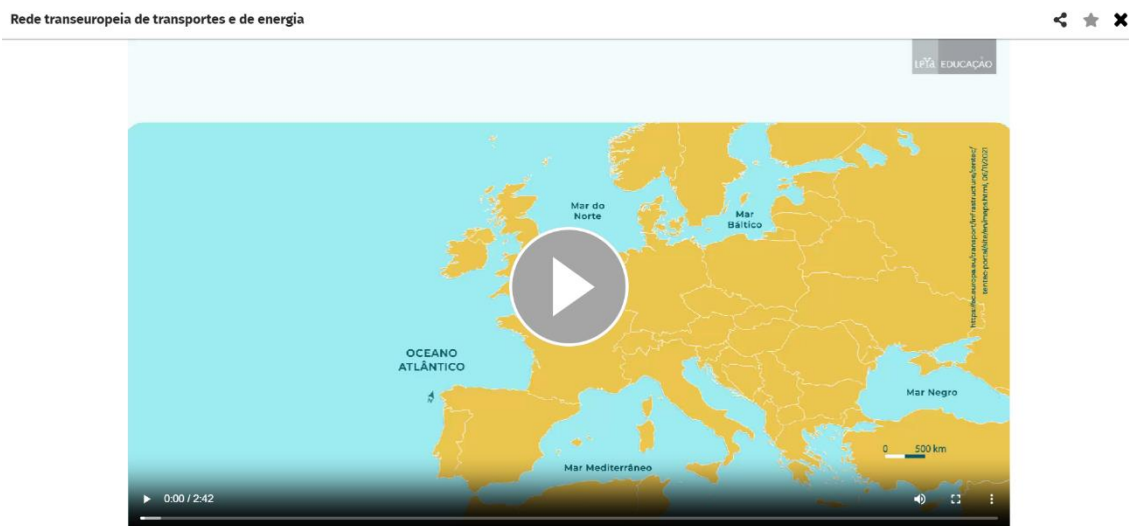 Rede transeuropeia de transportes e de energia
LEYA EDUCAÇÃO
Mar do
Norte
Mar
Báltico
OCEANO
ATLÂNTICO
Mar Negro
0 500 km
Mar Mediterrâneo
0:00 / 2:42